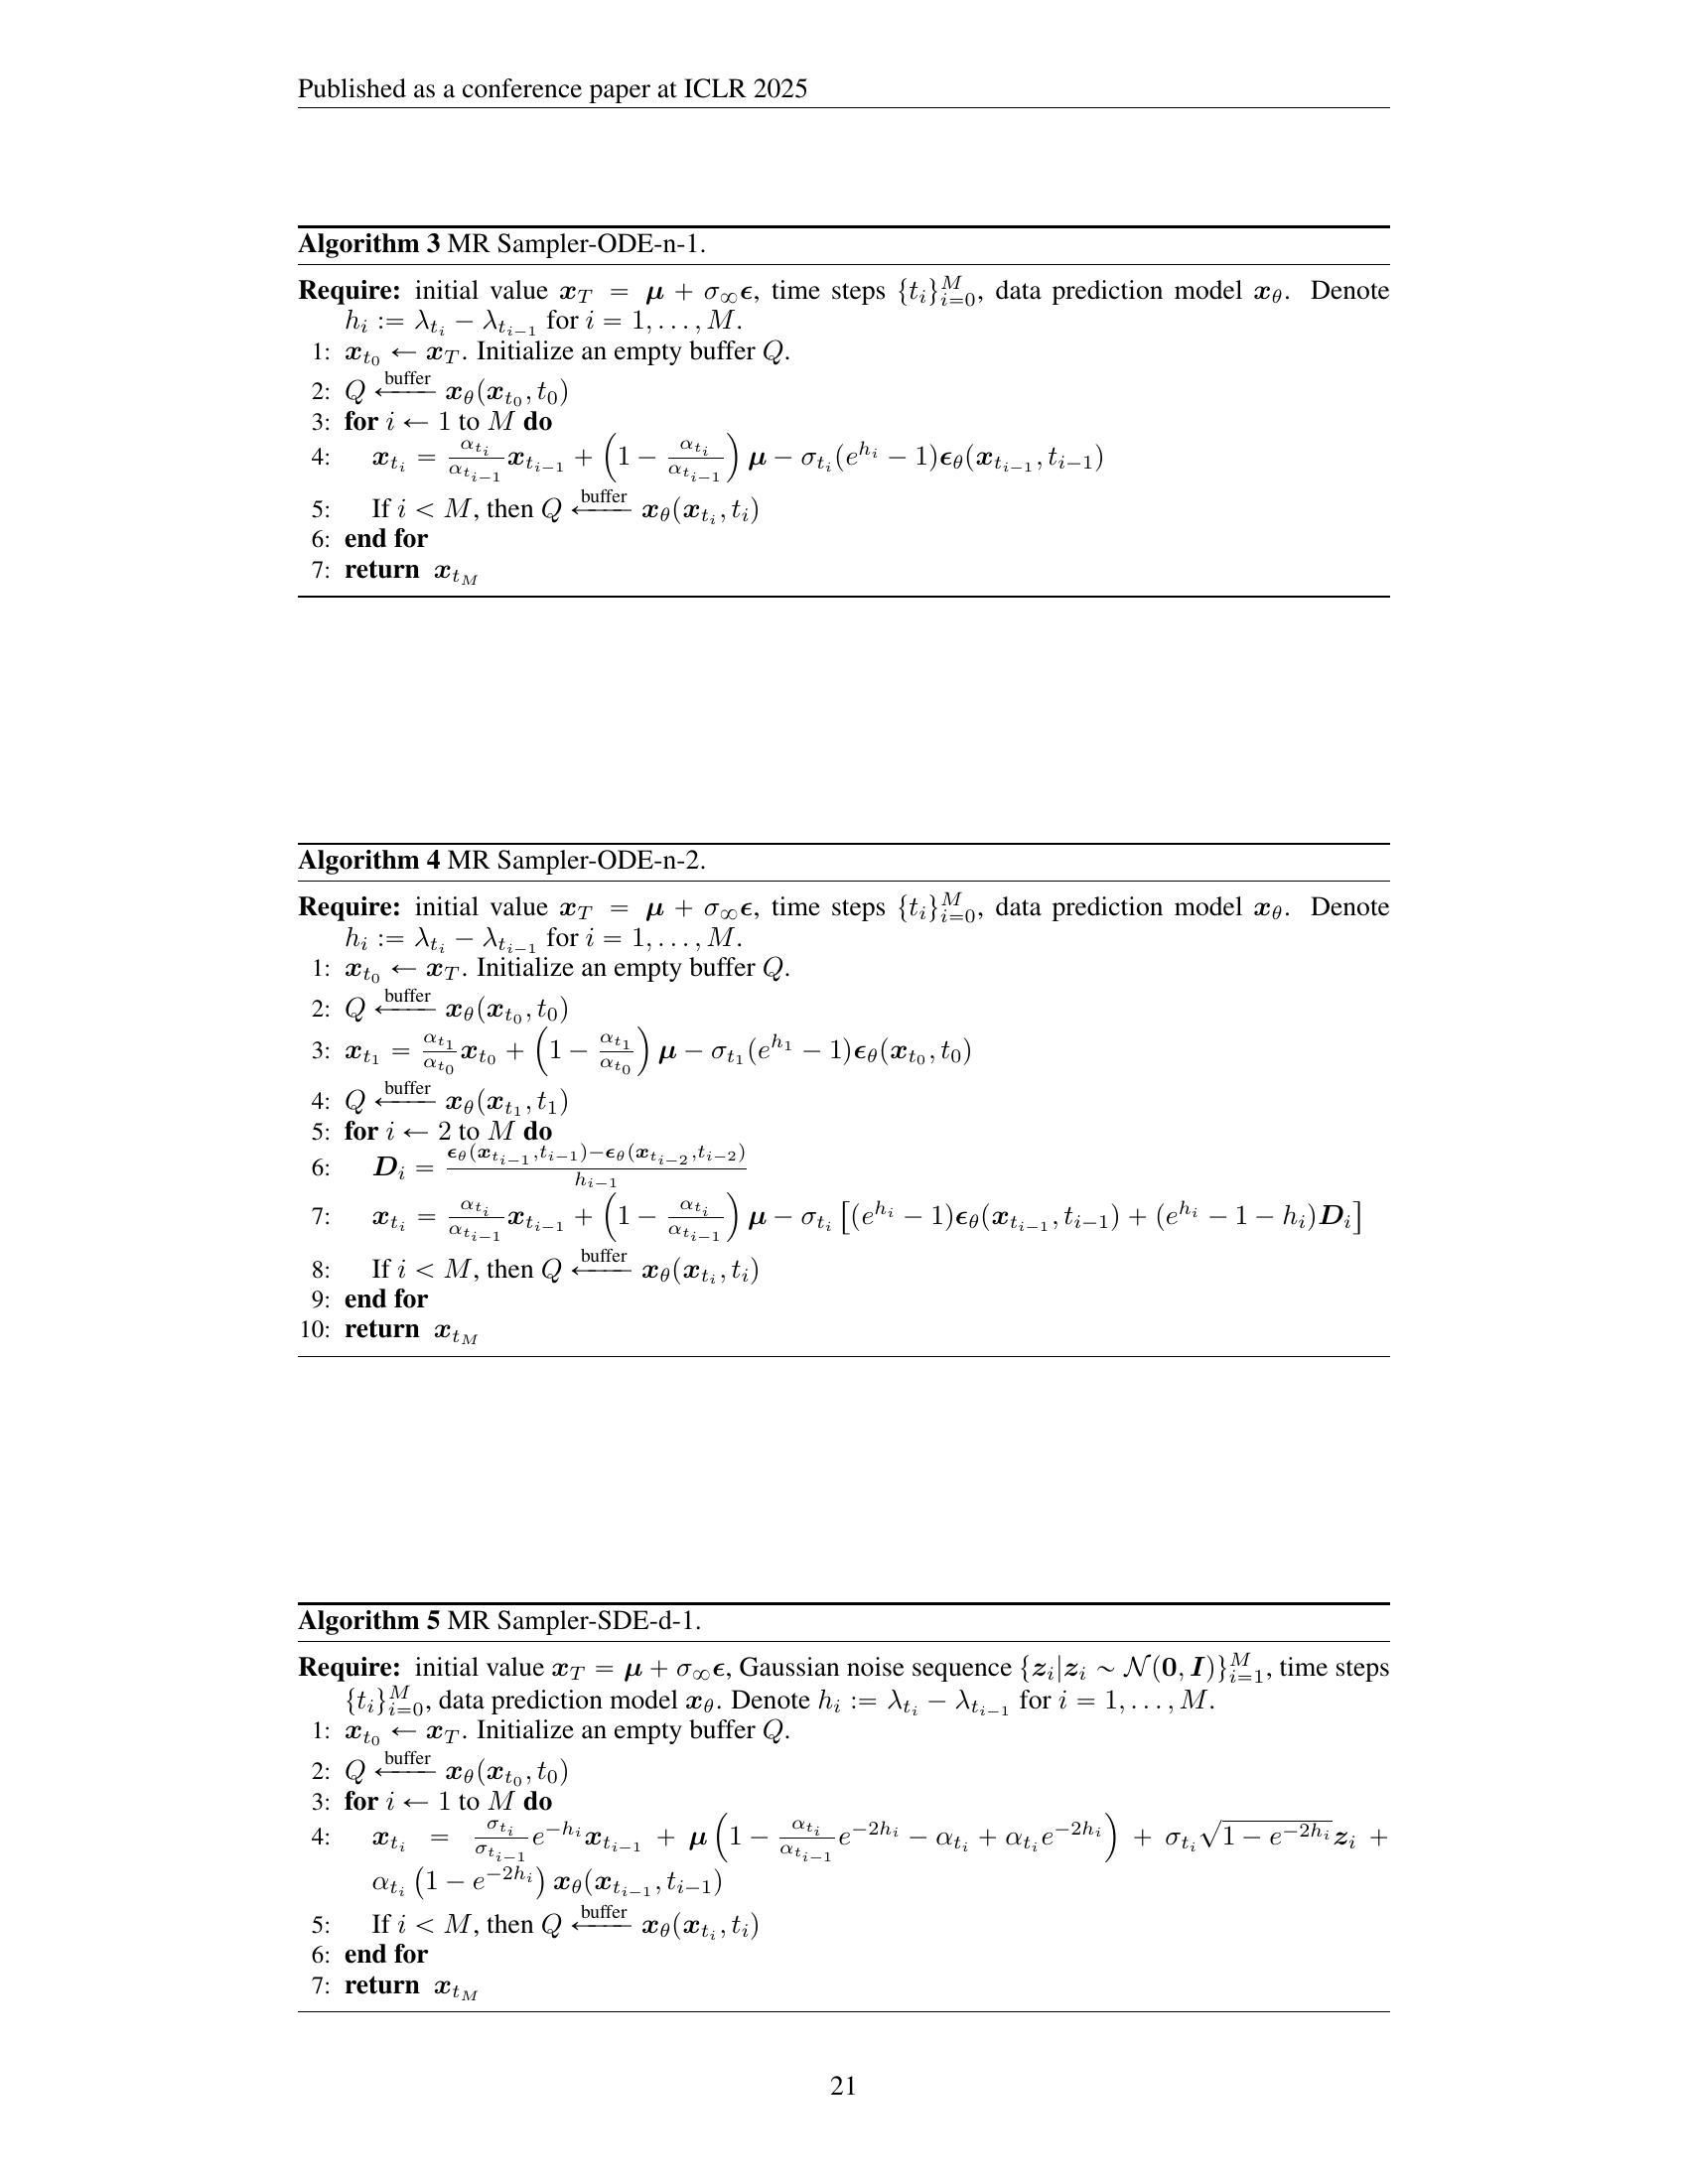 Published as a conference paper at ICLR 2025
Algorithm 3 MR Sampler-ODE-n-1.
Require: initial value $\boldsymbol{x}_T = \boldsymbol{\mu} + \sigma_\infty \boldsymbol{\epsilon}$, time steps $\{t_i\}_{i=0}^M$, data prediction model $\boldsymbol{x}_\theta$. Denote
$h_i := \lambda_{t_i} - \lambda_{t_{i-1}}$ for $i = 1, \ldots, M$.
1: $\boldsymbol{x}_{t_0} \leftarrow \boldsymbol{x}_T$. Initialize an empty buffer $Q$.
2: $Q \xleftarrow{\text{buffer}} \boldsymbol{x}_\theta(\boldsymbol{x}_{t_0}, t_0)$
3: for $i \leftarrow 1$ to $M$ do
4: $\boldsymbol{x}_{t_i} = \frac{\alpha_{t_i}}{\alpha_{t_{i-1}}} \boldsymbol{x}_{t_{i-1}} + \left(1 - \frac{\alpha_{t_i}}{\alpha_{t_{i-1}}}\right) \boldsymbol{\mu} - \sigma_{t_i}(e^{h_i} - 1)\boldsymbol{\epsilon}_\theta(\boldsymbol{x}_{t_{i-1}}, t_{i-1})$
5: If $i < M$, then $Q \xleftarrow{\text{buffer}} \boldsymbol{x}_\theta(\boldsymbol{x}_{t_i}, t_i)$
6: end for
7: return $\boldsymbol{x}_{t_M}$
Algorithm 4 MR Sampler-ODE-n-2.
Require: initial value $\boldsymbol{x}_T = \boldsymbol{\mu} + \sigma_\infty \boldsymbol{\epsilon}$, time steps $\{t_i\}_{i=0}^M$, data prediction model $\boldsymbol{x}_\theta$. Denote
$h_i := \lambda_{t_i} - \lambda_{t_{i-1}}$ for $i = 1, \ldots, M$.
1: $\boldsymbol{x}_{t_0} \leftarrow \boldsymbol{x}_T$. Initialize an empty buffer $Q$.
2: $Q \xleftarrow{\text{buffer}} \boldsymbol{x}_\theta(\boldsymbol{x}_{t_0}, t_0)$
3: $\boldsymbol{x}_{t_1} = \frac{\alpha_{t_1}}{\alpha_{t_0}} \boldsymbol{x}_{t_0} + \left(1 - \frac{\alpha_{t_1}}{\alpha_{t_0}}\right) \boldsymbol{\mu} - \sigma_{t_1}(e^{h_1} - 1)\boldsymbol{\epsilon}_\theta(\boldsymbol{x}_{t_0}, t_0)$
4: $Q \xleftarrow{\text{buffer}} \boldsymbol{x}_\theta(\boldsymbol{x}_{t_1}, t_1)$
5: for $i \leftarrow 2$ to $M$ do
6: $\boldsymbol{D}_i = \frac{\boldsymbol{\epsilon}_\theta(\boldsymbol{x}_{t_{i-1}}, t_{i-1}) - \boldsymbol{\epsilon}_\theta(\boldsymbol{x}_{t_{i-2}}, t_{i-2})}{h_{i-1}}$
7: $\boldsymbol{x}_{t_i} = \frac{\alpha_{t_i}}{\alpha_{t_{i-1}}} \boldsymbol{x}_{t_{i-1}} + \left(1 - \frac{\alpha_{t_i}}{\alpha_{t_{i-1}}}\right) \boldsymbol{\mu} - \sigma_{t_i}\left[(e^{h_i} - 1)\boldsymbol{\epsilon}_\theta(\boldsymbol{x}_{t_{i-1}}, t_{i-1}) + (e^{h_i} - 1 - h_i)\boldsymbol{D}_i\right]$
8: If $i < M$, then $Q \xleftarrow{\text{buffer}} \boldsymbol{x}_\theta(\boldsymbol{x}_{t_i}, t_i)$
9: end for
10: return $\boldsymbol{x}_{t_M}$
Algorithm 5 MR Sampler-SDE-d-1.
Require: initial value $\boldsymbol{x}_T = \boldsymbol{\mu} + \sigma_\infty \boldsymbol{\epsilon}$, Gaussian noise sequence $\{\boldsymbol{z}_i | \boldsymbol{z}_i \sim \mathcal{N}(\boldsymbol{0}, \boldsymbol{I})\}_{i=1}^M$, time steps
$\{t_i\}_{i=0}^M$, data prediction model $\boldsymbol{x}_\theta$. Denote $h_i := \lambda_{t_i} - \lambda_{t_{i-1}}$ for $i = 1, \ldots, M$.
1: $\boldsymbol{x}_{t_0} \leftarrow \boldsymbol{x}_T$. Initialize an empty buffer $Q$.
2: $Q \xleftarrow{\text{buffer}} \boldsymbol{x}_\theta(\boldsymbol{x}_{t_0}, t_0)$
3: for $i \leftarrow 1$ to $M$ do
4: $\boldsymbol{x}_{t_i} = \frac{\sigma_{t_i}}{\sigma_{t_{i-1}}} e^{-h_i} \boldsymbol{x}_{t_{i-1}} + \boldsymbol{\mu}\left(1 - \frac{\alpha_{t_i}}{\alpha_{t_{i-1}}} e^{-2h_i} - \alpha_{t_i} + \alpha_{t_i} e^{-2h_i}\right) + \sigma_{t_i}\sqrt{1 - e^{-2h_i}} \boldsymbol{z}_i +$
$\alpha_{t_i}\left(1 - e^{-2h_i}\right) \boldsymbol{x}_\theta(\boldsymbol{x}_{t_{i-1}}, t_{i-1})$
5: If $i < M$, then $Q \xleftarrow{\text{buffer}} \boldsymbol{x}_\theta(\boldsymbol{x}_{t_i}, t_i)$
6: end for
7: return $\boldsymbol{x}_{t_M}$
21